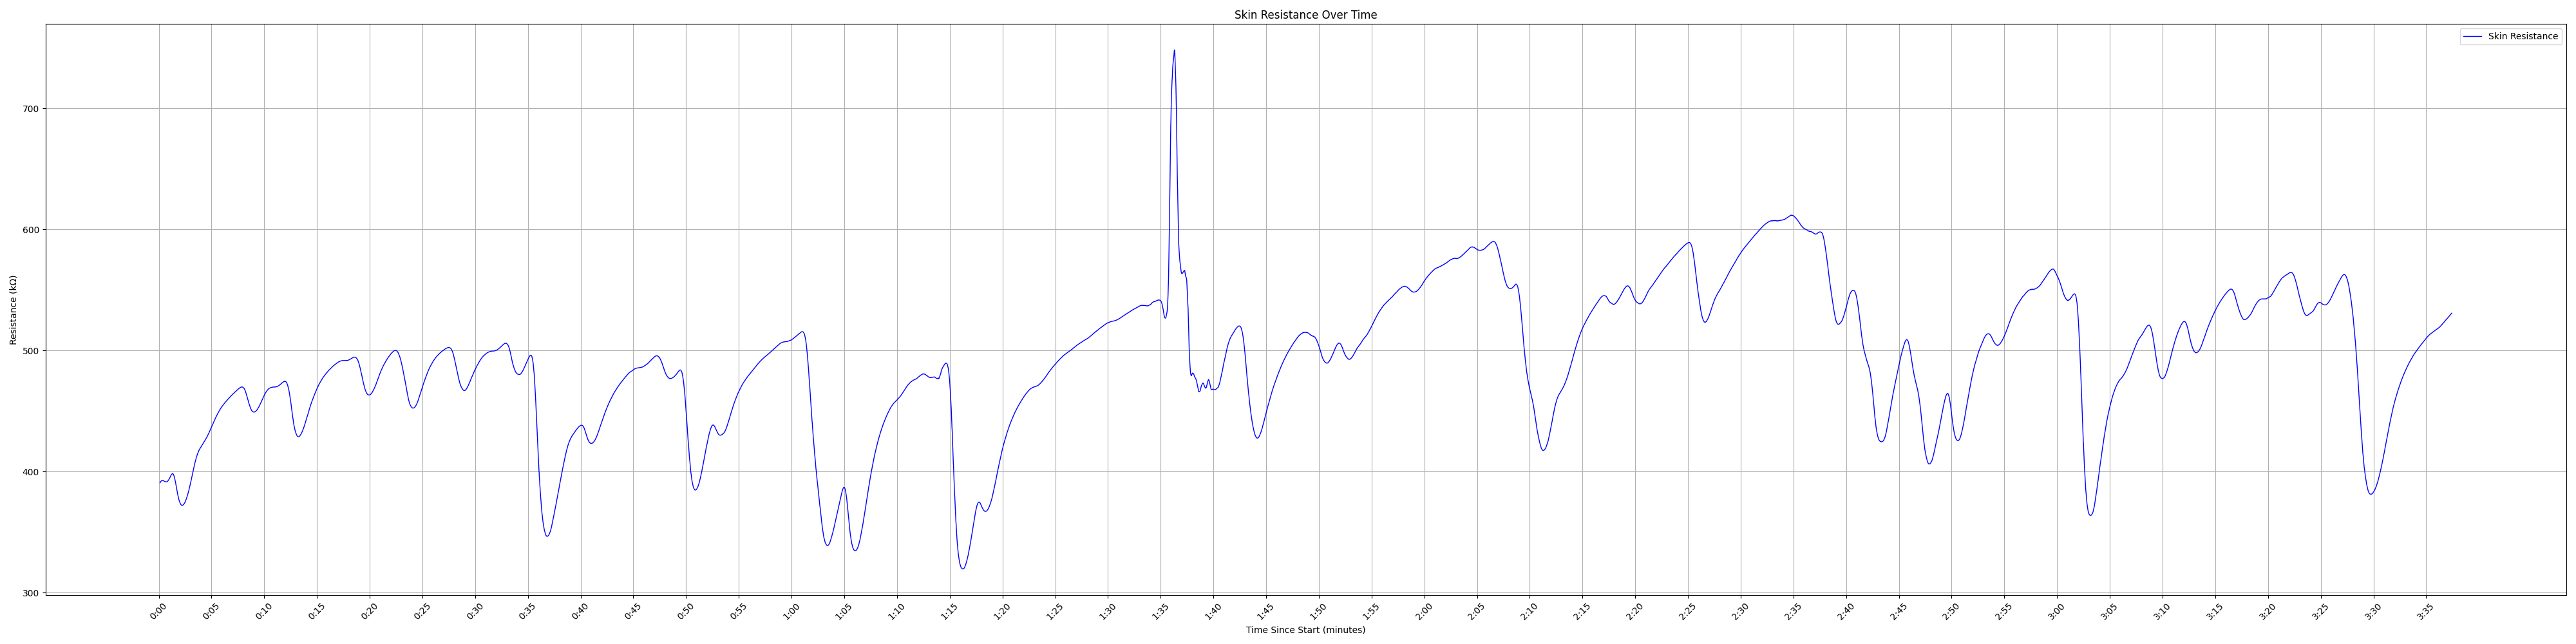 Skin Resistance Over Time
Skin Resistance
Resistance (kΩ)
700
600
500
400
300
0:00 0:05 0:10 0:15 0:20 0:25 0:30 0:35 0:40 0:45 0:50 0:55 1:00 1:05 1:10 1:15 1:20 1:25 1:30 1:35 1:40 1:45 1:50 1:55 2:00 2:05 2:10 2:15 2:20 2:25 2:30 2:35 2:40 2:45 2:50 2:55 3:00 3:05 3:10 3:15 3:20 3:25 3:30 3:35
Time Since Start (minutes)